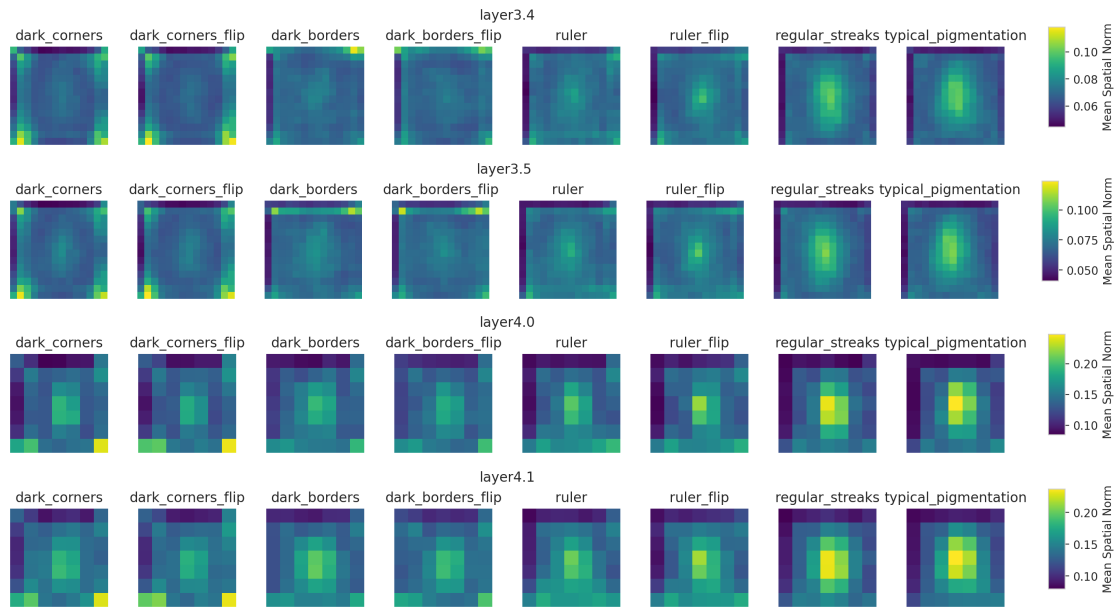 layer3.4
dark_corners dark_corners_flip dark_borders dark_borders_flip ruler ruler_flip regular_streaks typical_pigmentation
0.10
0.08
0.06
Mean Spatial Norm
layer3.5
dark_corners dark_corners_flip dark_borders dark_borders_flip ruler ruler_flip regular_streaks typical_pigmentation
0.100
0.075
0.050
Mean Spatial Norm
layer4.0
dark_corners dark_corners_flip dark_borders dark_borders_flip ruler ruler_flip regular_streaks typical_pigmentation
0.20
0.15
0.10
Mean Spatial Norm
layer4.1
dark_corners dark_corners_flip dark_borders dark_borders_flip ruler ruler_flip regular_streaks typical_pigmentation
0.20
0.15
0.10
Mean Spatial Norm